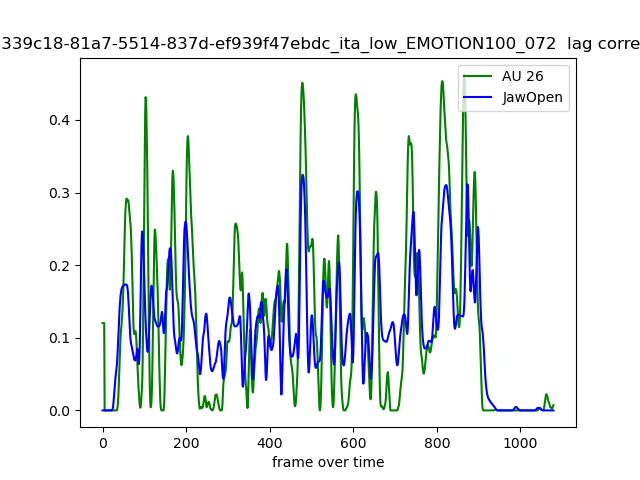 339c18-81a7-5514-837d-ef939f47ebdc_ita_low_EMOTION100_072 lag corre
AU 26
JawOpen
0.4
0.3
0.2
0.1
0.0
0 200 400 600 800 1000
frame over time